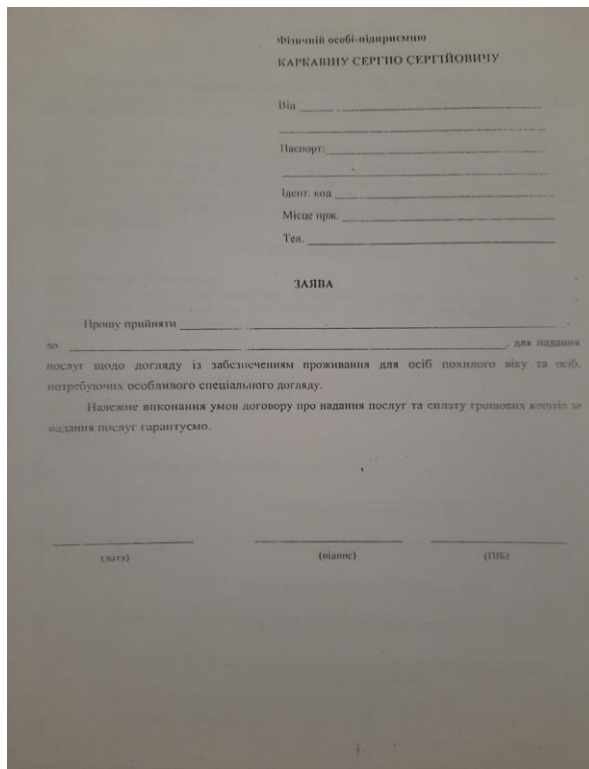 Фізичній особі-підприємцю
КАРКАВІНУ СЕРГІЮ СЕРГІЙОВИЧУ
Від
Паспорт:
Ідент. код
Місце прж.
Тел.
ЗАЯВА
Прошу прийняти
до , для надання
послуг щодо догляду із забезпеченням проживання для осіб похилого віку та осіб,
потребуючих особливого спеціального догляду.
Належне виконання умов договору про надання послуг та сплату грошових коштів за
надання послуг гарантуємо.
(дата) (підпис) (ПІБ)